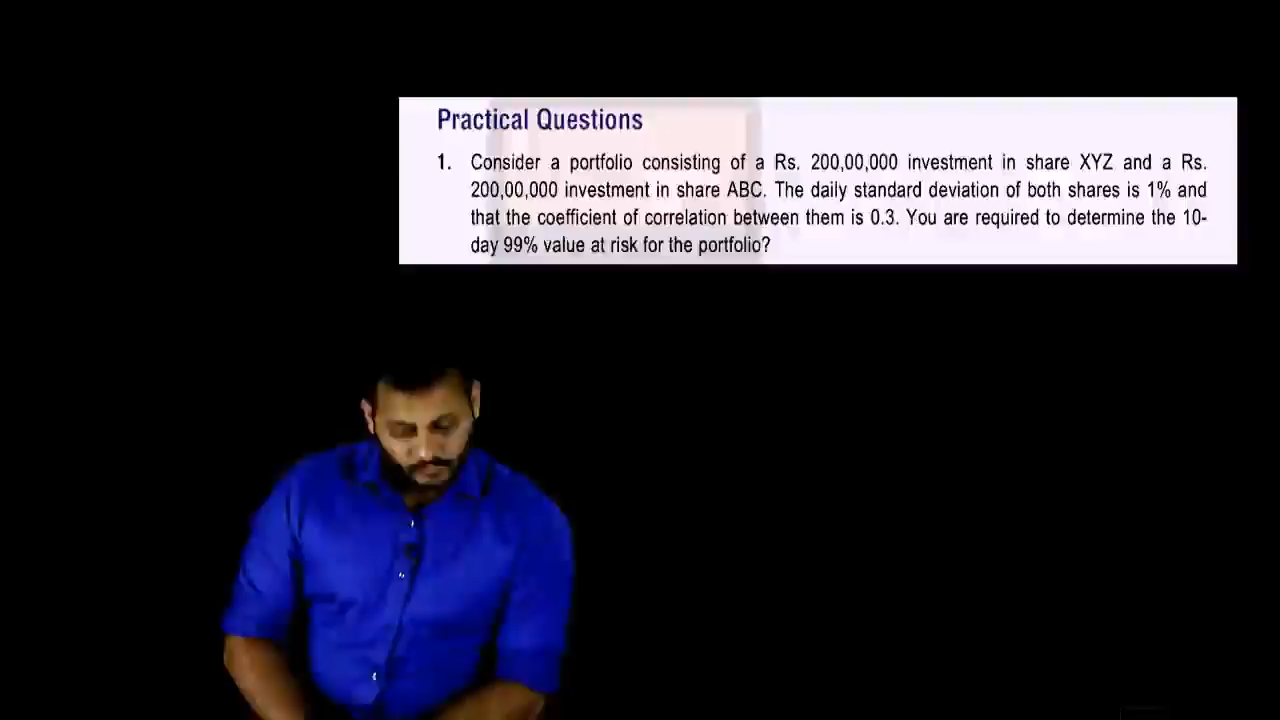 Practical Questions
1. Consider a portfolio consisting of a Rs. 200,00,000 investment in share XYZ and a Rs.
200,00,000 investment in share ABC. The daily standard deviation of both shares is 1% and
that the coefficient of correlation between them is 0.3. You are required to determine the 10-
day 99% value at risk for the portfolio?